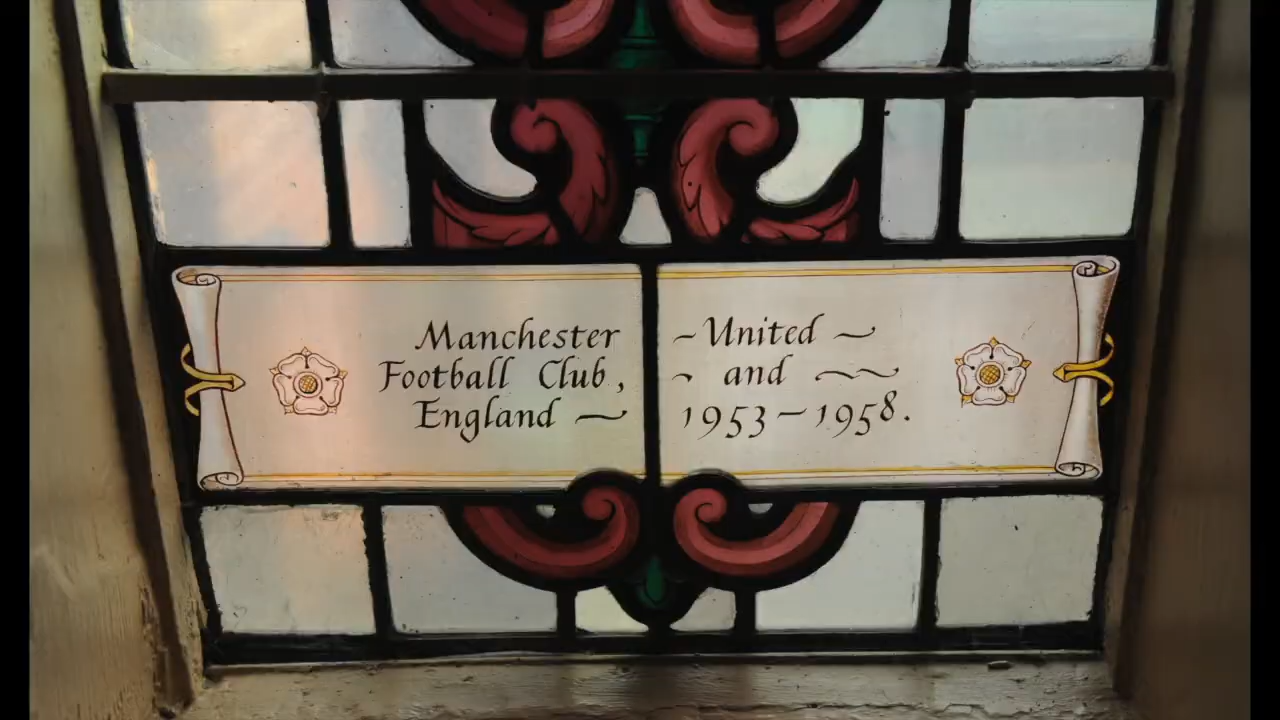 Manchester ~ United ~
Football Club, ~ and ~~
England ~ 1953 – 1958.